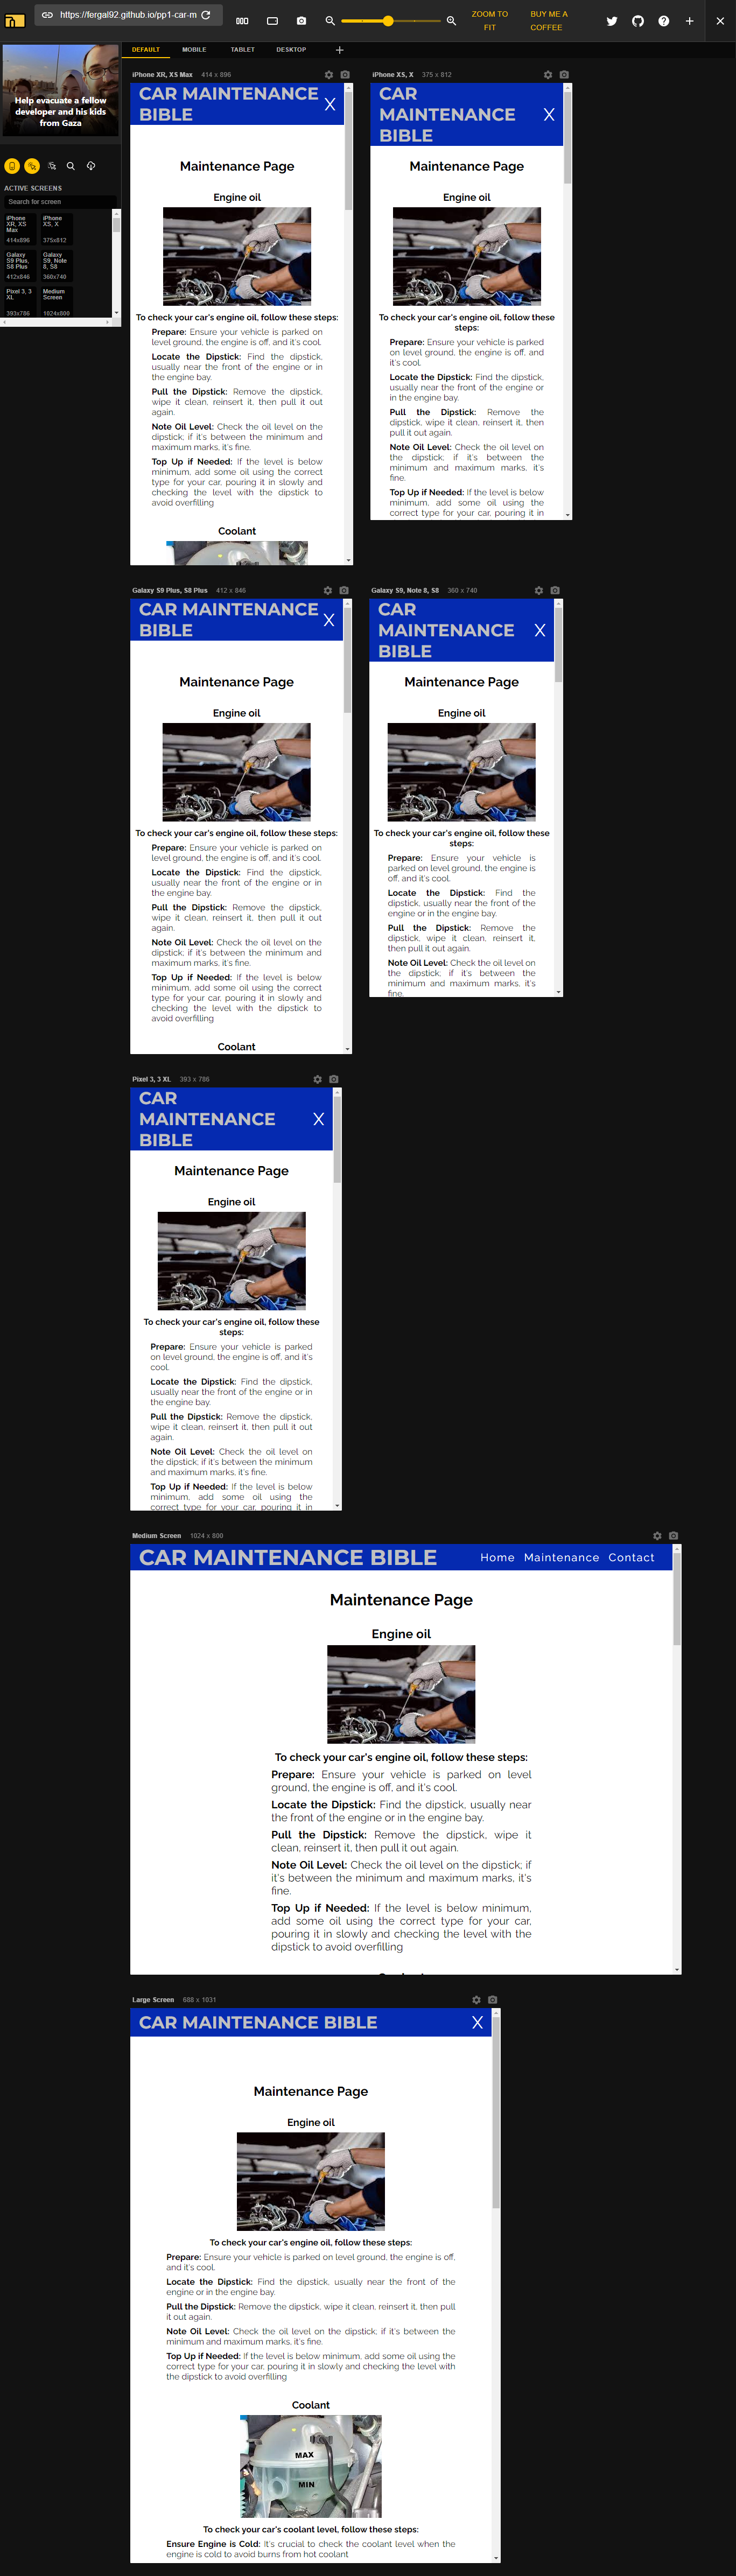 https://fergal92.github.io/pp1-car-m
ZOOM TO
FIT
BUY ME A
COFFEE
DEFAULT
MOBILE
TABLET
DESKTOP
Help evacuate a fellow
developer and his kids
from Gaza
ACTIVE SCREENS
Search for screen
iPhone
XR, XS
Max
414x896
iPhone
XS, X
375x812
Galaxy
S9 Plus,
S8 Plus
412x846
Galaxy
S9, Note
8, S8
360x740
Pixel 3, 3
XL
393x786
Medium
Screen
1024x800
iPhone XR, XS Max 414 x 896
CAR MAINTENANCE
BIBLE
X
Maintenance Page
Engine oil
To check your car's engine oil, follow these steps:
Prepare: Ensure your vehicle is parked on
level ground, the engine is off, and it's cool.
Locate the Dipstick: Find the dipstick,
usually near the front of the engine or in
the engine bay.
Pull the Dipstick: Remove the dipstick,
wipe it clean, reinsert it, then pull it out
again.
Note Oil Level: Check the oil level on the
dipstick; if it's between the minimum and
maximum marks, it's fine.
Top Up if Needed: If the level is below
minimum, add some oil using the correct
type for your car, pouring it in slowly and
checking the level with the dipstick to
avoid overfilling
Coolant
iPhone XS, X 375 x 812
CAR
MAINTENANCE
BIBLE
X
Maintenance Page
Engine oil
To check your car's engine oil, follow these
steps:
Prepare: Ensure your vehicle is parked
on level ground, the engine is off, and
it's cool.
Locate the Dipstick: Find the dipstick,
usually near the front of the engine or
in the engine bay.
Pull the Dipstick: Remove the
dipstick, wipe it clean, reinsert it, then
pull it out again.
Note Oil Level: Check the oil level on
the dipstick; if it's between the
minimum and maximum marks, it's
fine.
Top Up if Needed: If the level is below
minimum, add some oil using the
correct type for your car, pouring it in
Galaxy S9 Plus, S8 Plus 412 x 846
CAR MAINTENANCE
BIBLE
X
Maintenance Page
Engine oil
To check your car's engine oil, follow these steps:
Prepare: Ensure your vehicle is parked on
level ground, the engine is off, and it's cool.
Locate the Dipstick: Find the dipstick,
usually near the front of the engine or in
the engine bay.
Pull the Dipstick: Remove the dipstick,
wipe it clean, reinsert it, then pull it out
again.
Note Oil Level: Check the oil level on the
dipstick; if it's between the minimum and
maximum marks, it's fine.
Top Up if Needed: If the level is below
minimum, add some oil using the correct
type for your car, pouring it in slowly and
checking the level with the dipstick to
avoid overfilling
Coolant
Galaxy S9, Note 8, S8 360 x 740
CAR
MAINTENANCE
BIBLE
X
Maintenance Page
Engine oil
To check your car's engine oil, follow these
steps:
Prepare: Ensure your vehicle is
parked on level ground, the engine is
off, and it's cool.
Locate the Dipstick: Find the
dipstick, usually near the front of the
engine or in the engine bay.
Pull the Dipstick: Remove the
dipstick, wipe it clean, reinsert it,
then pull it out again.
Note Oil Level: Check the oil level on
the dipstick; if it's between the
minimum and maximum marks, it's
fine.
Pixel 3, 3 XL 393 x 786
CAR
MAINTENANCE
BIBLE
X
Maintenance Page
Engine oil
To check your car's engine oil, follow these
steps:
Prepare: Ensure your vehicle is parked
on level ground, the engine is off, and it's
cool.
Locate the Dipstick: Find the dipstick,
usually near the front of the engine or in
the engine bay.
Pull the Dipstick: Remove the dipstick,
wipe it clean, reinsert it, then pull it out
again.
Note Oil Level: Check the oil level on
the dipstick; if it's between the minimum
and maximum marks, it's fine.
Top Up if Needed: If the level is below
minimum, add some oil using the
correct type for your car, pouring it in
Medium Screen 1024 x 800
CAR MAINTENANCE BIBLE
Home Maintenance Contact
Maintenance Page
Engine oil
To check your car's engine oil, follow these steps:
Prepare: Ensure your vehicle is parked on level
ground, the engine is off, and it's cool.
Locate the Dipstick: Find the dipstick, usually near
the front of the engine or in the engine bay.
Pull the Dipstick: Remove the dipstick, wipe it
clean, reinsert it, then pull it out again.
Note Oil Level: Check the oil level on the dipstick; if
it's between the minimum and maximum marks, it's
fine.
Top Up if Needed: If the level is below minimum,
add some oil using the correct type for your car,
pouring it in slowly and checking the level with the
dipstick to avoid overfilling
Large Screen 688 x 1031
CAR MAINTENANCE BIBLE
X
Maintenance Page
Engine oil
To check your car's engine oil, follow these steps:
Prepare: Ensure your vehicle is parked on level ground, the engine is off,
and it's cool.
Locate the Dipstick: Find the dipstick, usually near the front of the
engine or in the engine bay.
Pull the Dipstick: Remove the dipstick, wipe it clean, reinsert it, then pull
it out again.
Note Oil Level: Check the oil level on the dipstick; if it's between the
minimum and maximum marks, it's fine.
Top Up if Needed: If the level is below minimum, add some oil using the
correct type for your car, pouring it in slowly and checking the level with
the dipstick to avoid overfilling
Coolant
MAX
MIN
To check your car's coolant level, follow these steps:
Ensure Engine is Cold: It's crucial to check the coolant level when the
engine is cold to avoid burns from hot coolant